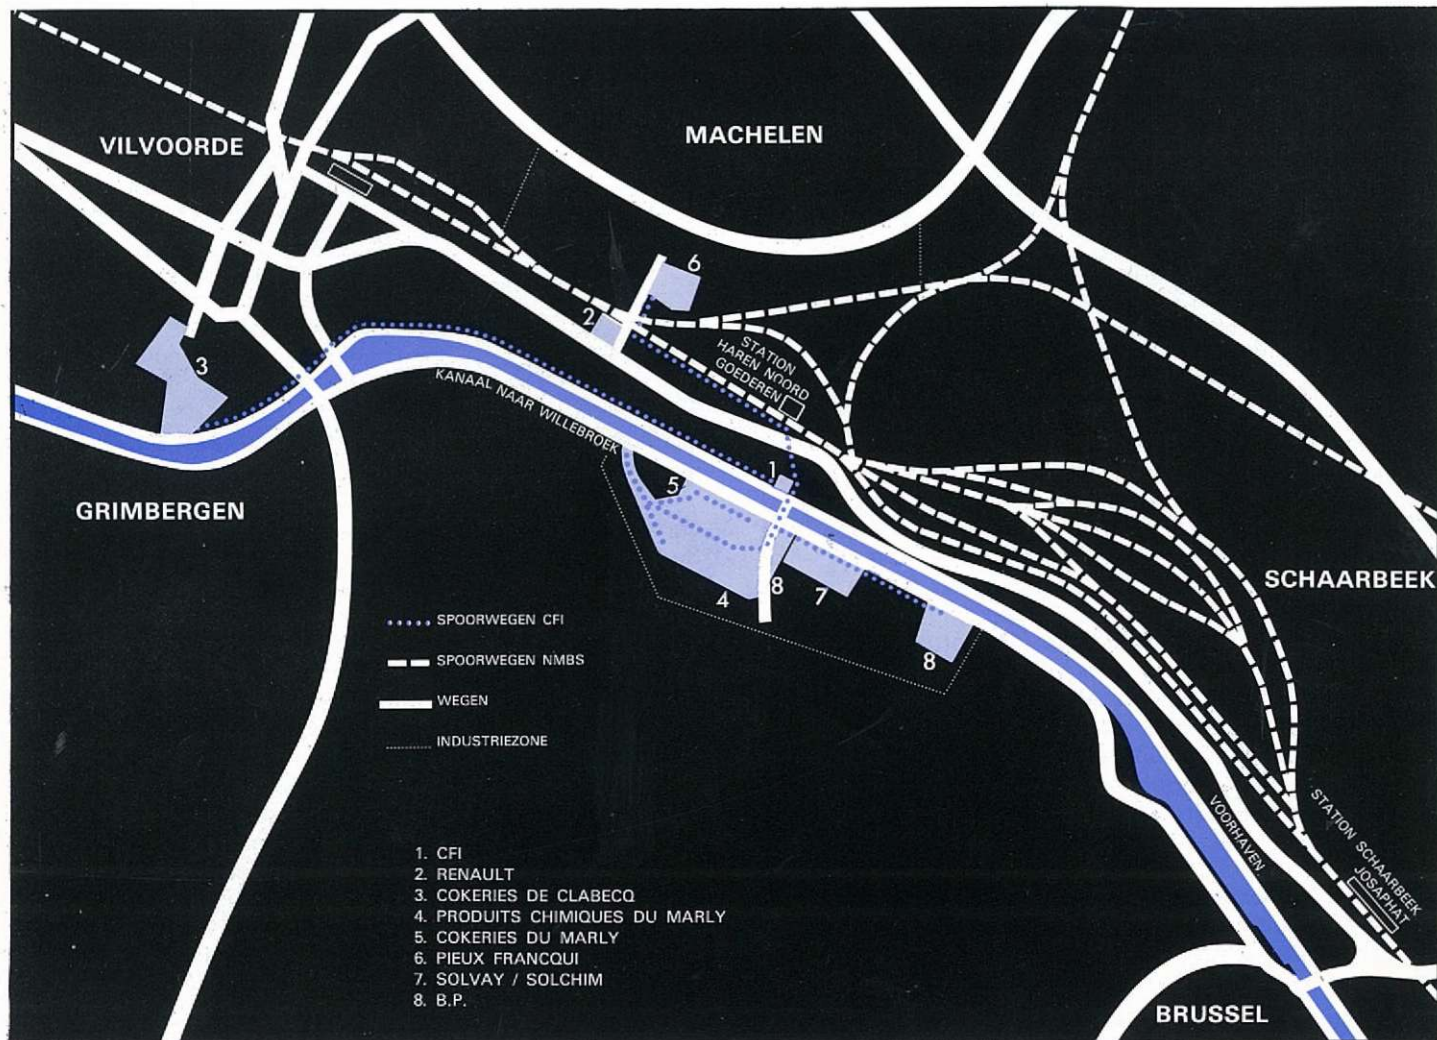 VILVOORDE
MACHELEN
6
2
3
STATION
HAREN NOORD
GOEDEREN
KANAAL NAAR WILLEBROEK
1
5
GRIMBERGEN
SCHAARBEEK
4
8
7
8
SPOORWEGEN CFI
SPOORWEGEN NMBS
WEGEN
INDUSTRIEZONE
VOORHAVEN
STATION SCHAARBEEK
JOSAPHAT
1. CFI
2. RENAULT
3. COKERIES DE CLABECQ
4. PRODUITS CHIMIQUES DU MARLY
5. COKERIES DU MARLY
6. PIEUX FRANCQUI
7. SOLVAY / SOLCHIM
8. B.P.
BRUSSEL